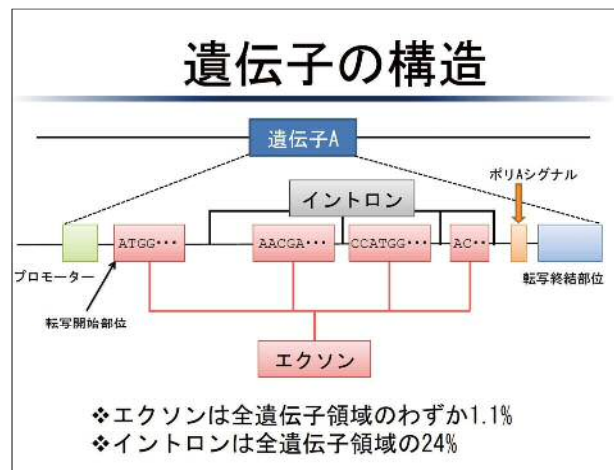 遺伝子の構造
遺伝子A
ポリAシグナル
イントロン
ATGG･･･
AACGA･･･
CCATGG･･･
AC･･
プロモーター
転写終結部位
転写開始部位
エクソン
❖エクソンは全遺伝子領域のわずか1.1%
❖イントロンは全遺伝子領域の24%